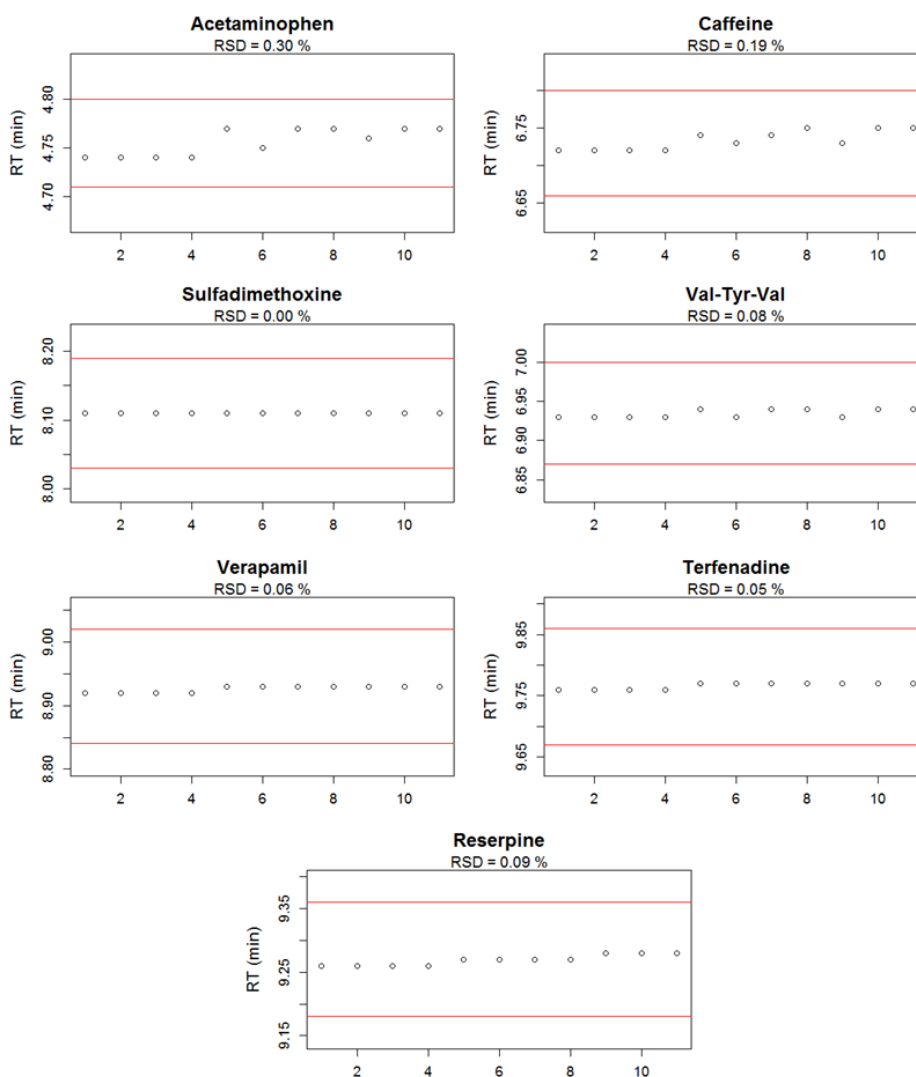 Acetaminophen
RSD = 0.30 %
RT (min)
4.80
4.75
4.70
2 4 6 8 10
Caffeine
RSD = 0.19 %
RT (min)
6.75
6.65
2 4 6 8 10
Sulfadimethoxine
RSD = 0.00 %
RT (min)
8.20
8.10
8.00
2 4 6 8 10
Val-Tyr-Val
RSD = 0.08 %
RT (min)
7.00
6.95
6.90
6.85
2 4 6 8 10
Verapamil
RSD = 0.06 %
RT (min)
9.00
8.90
8.80
2 4 6 8 10
Terfenadine
RSD = 0.05 %
RT (min)
9.85
9.75
9.65
2 4 6 8 10
Reserpine
RSD = 0.09 %
RT (min)
9.35
9.25
9.15
2 4 6 8 10